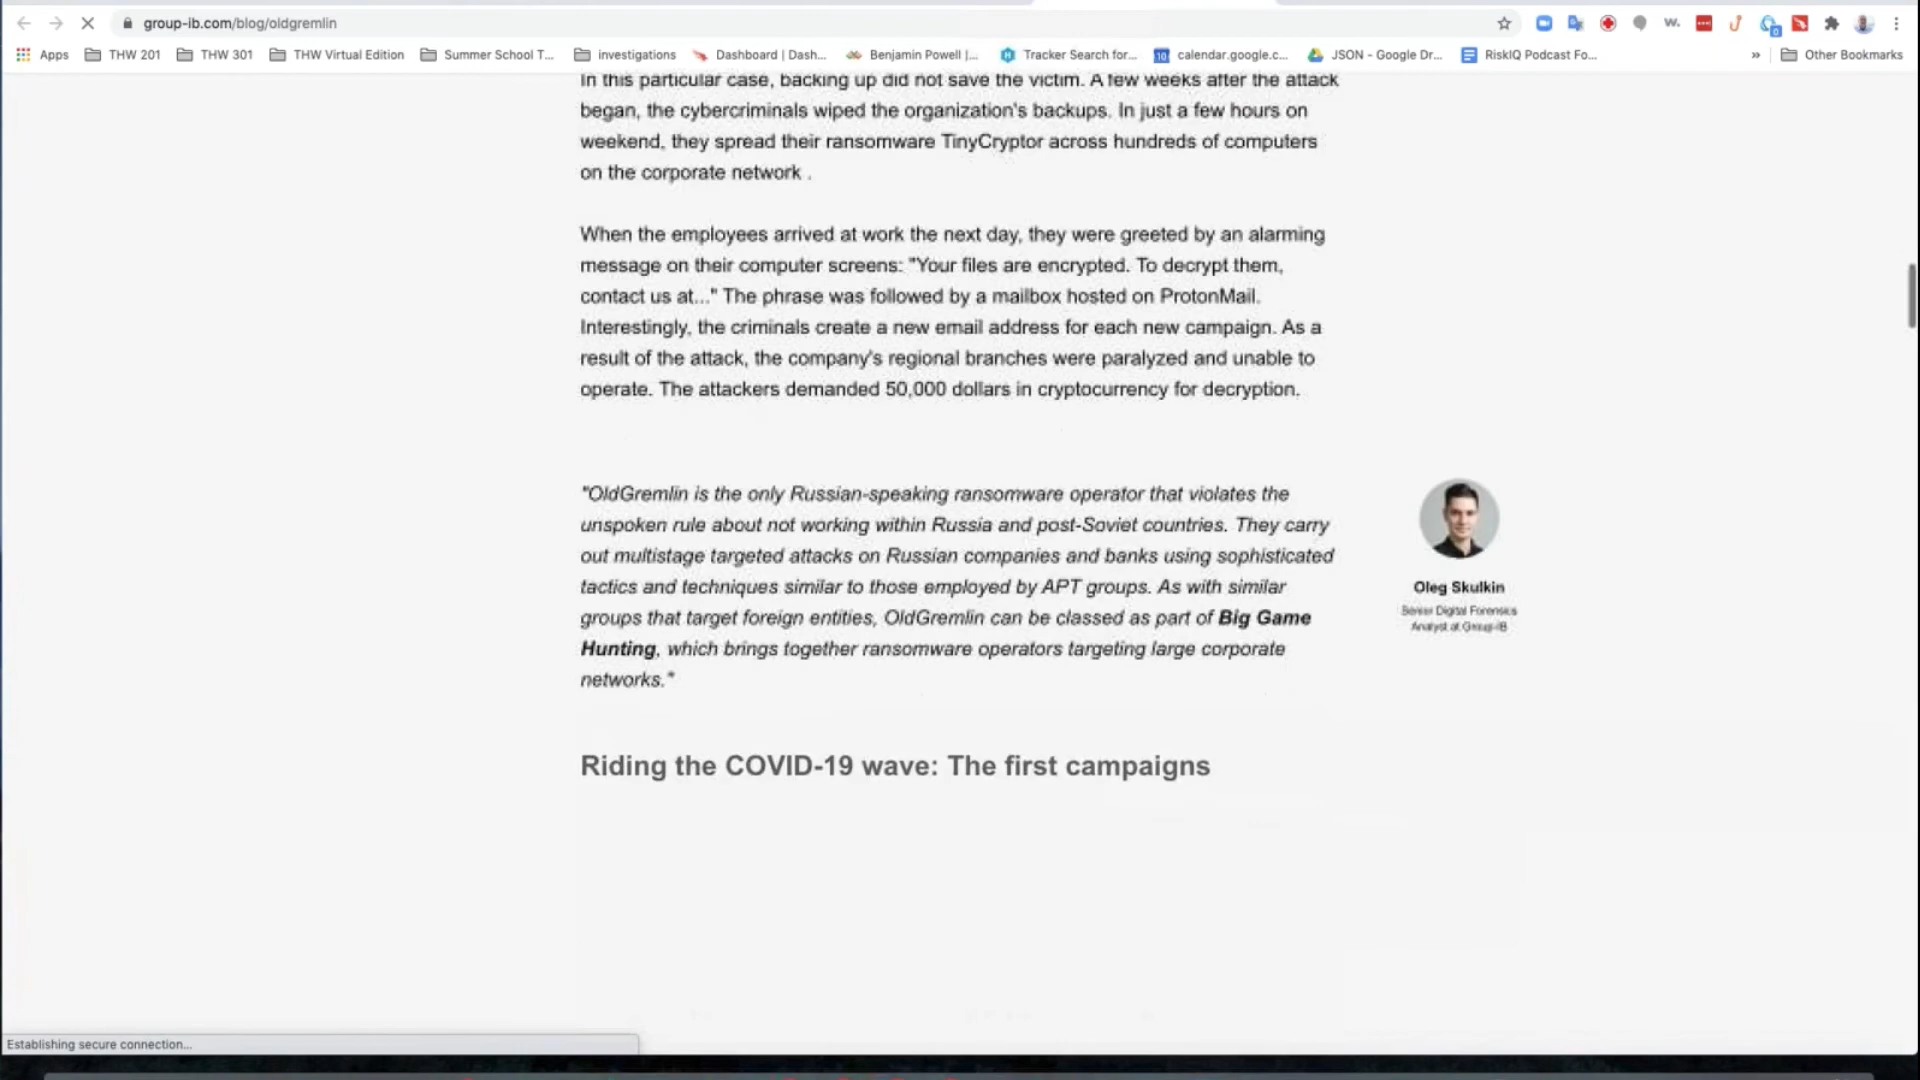 group-ib.com/blog/oldgremlin
Apps THW 201 THW 301 THW Virtual Edition Summer School T... investigations Dashboard | Dash... Benjamin Powell |... Tracker Search for... calendar.google.c... JSON - Google Dr... RiskIQ Podcast Fo... » Other Bookmarks
In this particular case, backing up did not save the victim. A few weeks after the attack
began, the cybercriminals wiped the organization's backups. In just a few hours on
weekend, they spread their ransomware TinyCryptor across hundreds of computers
on the corporate network .
When the employees arrived at work the next day, they were greeted by an alarming
message on their computer screens: "Your files are encrypted. To decrypt them,
contact us at..." The phrase was followed by a mailbox hosted on ProtonMail.
Interestingly, the criminals create a new email address for each new campaign. As a
result of the attack, the company's regional branches were paralyzed and unable to
operate. The attackers demanded 50,000 dollars in cryptocurrency for decryption.
"OldGremlin is the only Russian-speaking ransomware operator that violates the
unspoken rule about not working within Russia and post-Soviet countries. They carry
out multistage targeted attacks on Russian companies and banks using sophisticated
tactics and techniques similar to those employed by APT groups. As with similar
groups that target foreign entities, OldGremlin can be classed as part of Big Game
Hunting, which brings together ransomware operators targeting large corporate
networks."
Oleg Skulkin
Senior Digital Forensics
Analyst at Group-IB
Riding the COVID-19 wave: The first campaigns
Establishing secure connection...